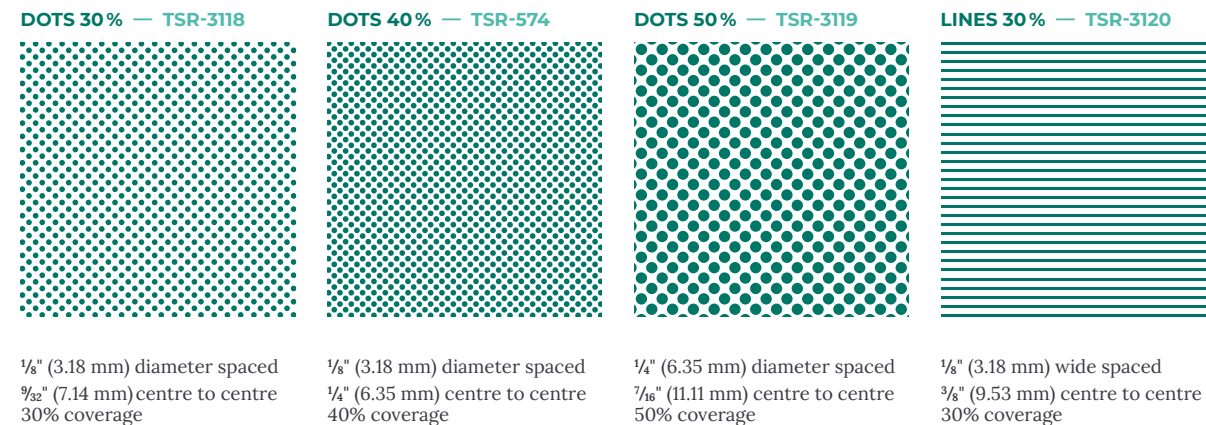 DOTS 30% — TSR-3118
⅛" (3.18 mm) diameter spaced
9⁄32" (7.14 mm) centre to centre
30% coverage
DOTS 40% — TSR-574
⅛" (3.18 mm) diameter spaced
¼" (6.35 mm) centre to centre
40% coverage
DOTS 50% — TSR-3119
¼" (6.35 mm) diameter spaced
7⁄16" (11.11 mm) centre to centre
50% coverage
LINES 30% — TSR-3120
⅛" (3.18 mm) wide spaced
⅜" (9.53 mm) centre to centre
30% coverage